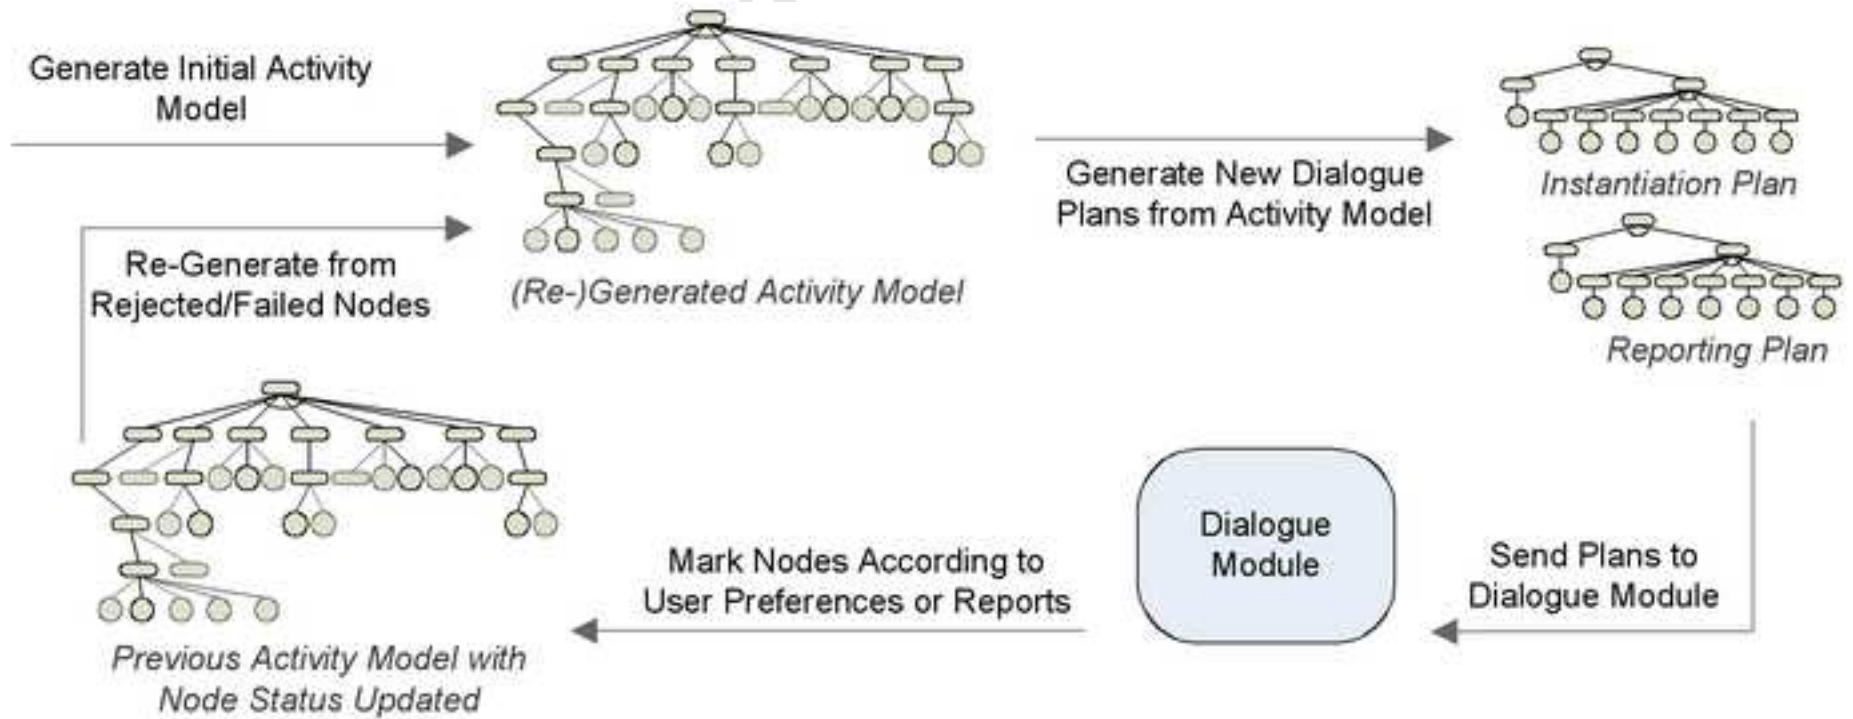 Generate Initial Activity
Model
Generate New Dialogue
Plans from Activity Model
Instantiation Plan
Re-Generate from
Rejected/Failed Nodes
(Re-)Generated Activity Model
Reporting Plan
Dialogue
Module
Send Plans to
Dialogue Module
Mark Nodes According to
User Preferences or Reports
Previous Activity Model with
Node Status Updated